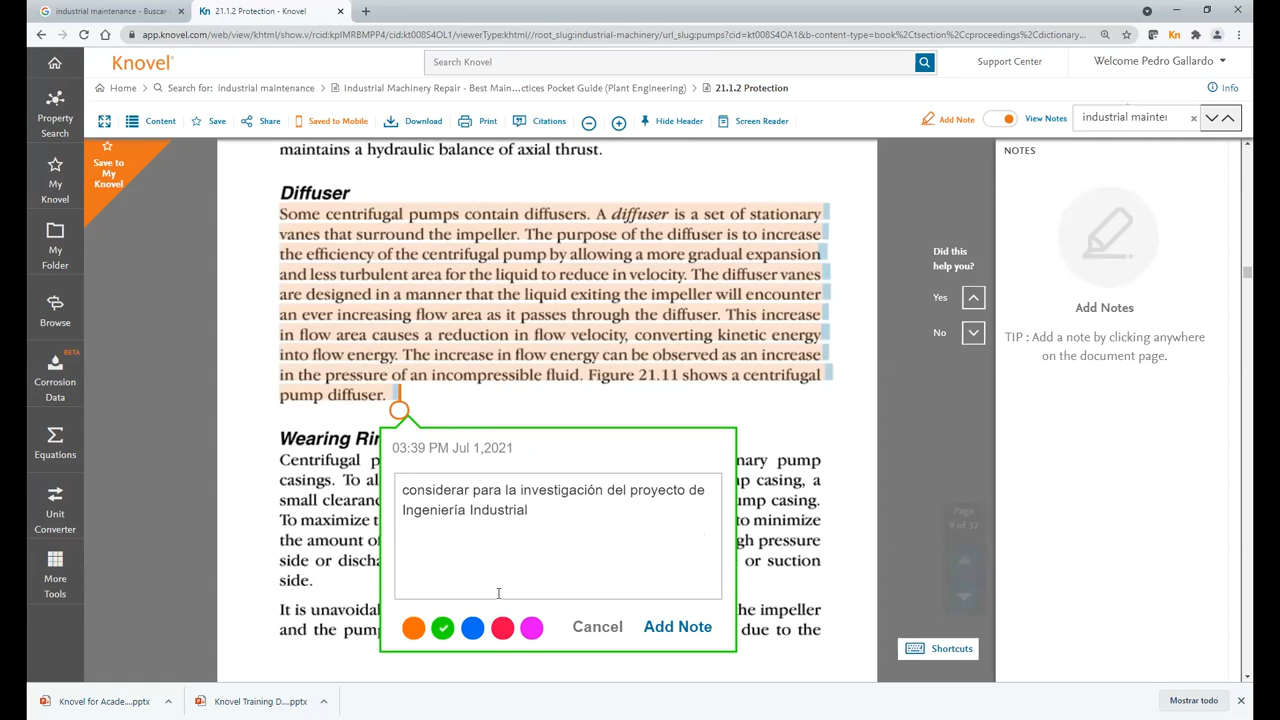 industrial maintenance - Buscar
Kn 21.1.2 Protection - Knovel
app.knovel.com/web/view/khtml/show.v/rcid:kpIMRBMPP4/cid:kt008S4OL1/viewerType:khtml//root_slug:industrial-machinery/url_slug:pumps?cid=kt008S4OA1&b-content-type=book%2Csection%2Ccproceedings%2Cdictionary...
Kn
Knovel
Search Knovel
Support Center
Welcome Pedro Gallardo
Home › Search for: industrial maintenance › Industrial Machinery Repair - Best Main...ctices Pocket Guide (Plant Engineering) › 21.1.2 Protection
Info
Content
Save
Share
Saved to Mobile
Download
Print
Citations
Hide Header
Screen Reader
Add Note
View Notes
industrial mainter
Property
Search
My
Knovel
My
Folder
Browse
BETA
Corrosion
Data
Equations
Unit
Converter
More
Tools
Save to
My
Knovel
maintains a hydraulic balance of axial thrust.
Diffuser
Some centrifugal pumps contain diffusers. A diffuser is a set of stationary
vanes that surround the impeller. The purpose of the diffuser is to increase
the efficiency of the centrifugal pump by allowing a more gradual expansion
and less turbulent area for the liquid to reduce in velocity. The diffuser vanes
are designed in a manner that the liquid exiting the impeller will encounter
an ever increasing flow area as it passes through the diffuser. This increase
in flow area causes a reduction in flow velocity, converting kinetic energy
into flow energy. The increase in flow energy can be observed as an increase
in the pressure of an incompressible fluid. Figure 21.11 shows a centrifugal
pump diffuser.
Wearing Rin
Centrifugal p nary pump
casings. To al p casing, a
small clearanc ump casing.
To maximize t to minimize
the amount of gh pressure
side or discha or suction
side.
It is unavoidal he impeller
and the pump due to the
03:39 PM Jul 1,2021
considerar para la investigación del proyecto de
Ingeniería Industrial
Cancel
Add Note
Did this
help you?
Yes
No
Page
9 of 37
Shortcuts
NOTES
Add Notes
TIP : Add a note by clicking anywhere
on the document page.
Knovel for Acade....pptx
Knovel Training D....pptx
Mostrar todo